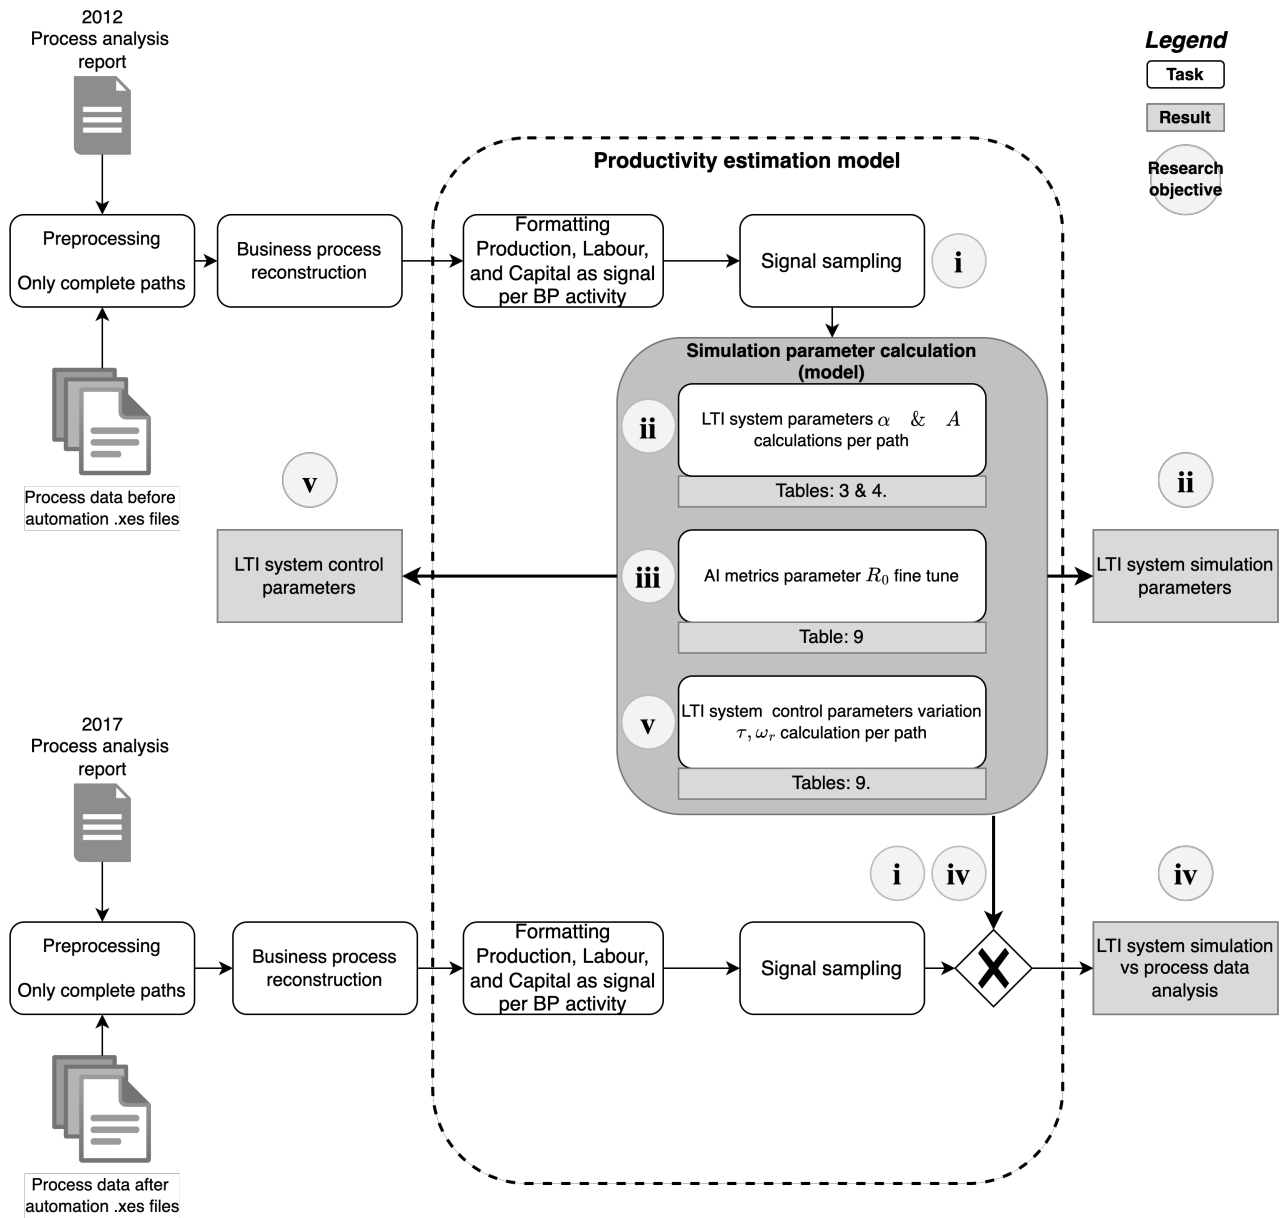 2012
Process analysis
report
Legend
Task
Result
Research
objective
Productivity estimation model
Preprocessing
Only complete paths
Business process
reconstruction
Formatting
Production, Labour,
and Capital as signal
per BP activity
Signal sampling
i
Simulation parameter calculation
(model)
ii
LTI system parameters α & A
calculations per path
Tables: 3 & 4.
Process data before
automation .xes files
v
LTI system control
parameters
iii
AI metrics parameter R₀ fine tune
Table: 9
ii
LTI system simulation
parameters
v
LTI system control parameters variation
τ, ωᵣ calculation per path
Tables: 9.
2017
Process analysis
report
i
iv
iv
Preprocessing
Only complete paths
Business process
reconstruction
Formatting
Production, Labour,
and Capital as signal
per BP activity
Signal sampling
X
LTI system simulation
vs process data
analysis
Process data after
automation .xes files